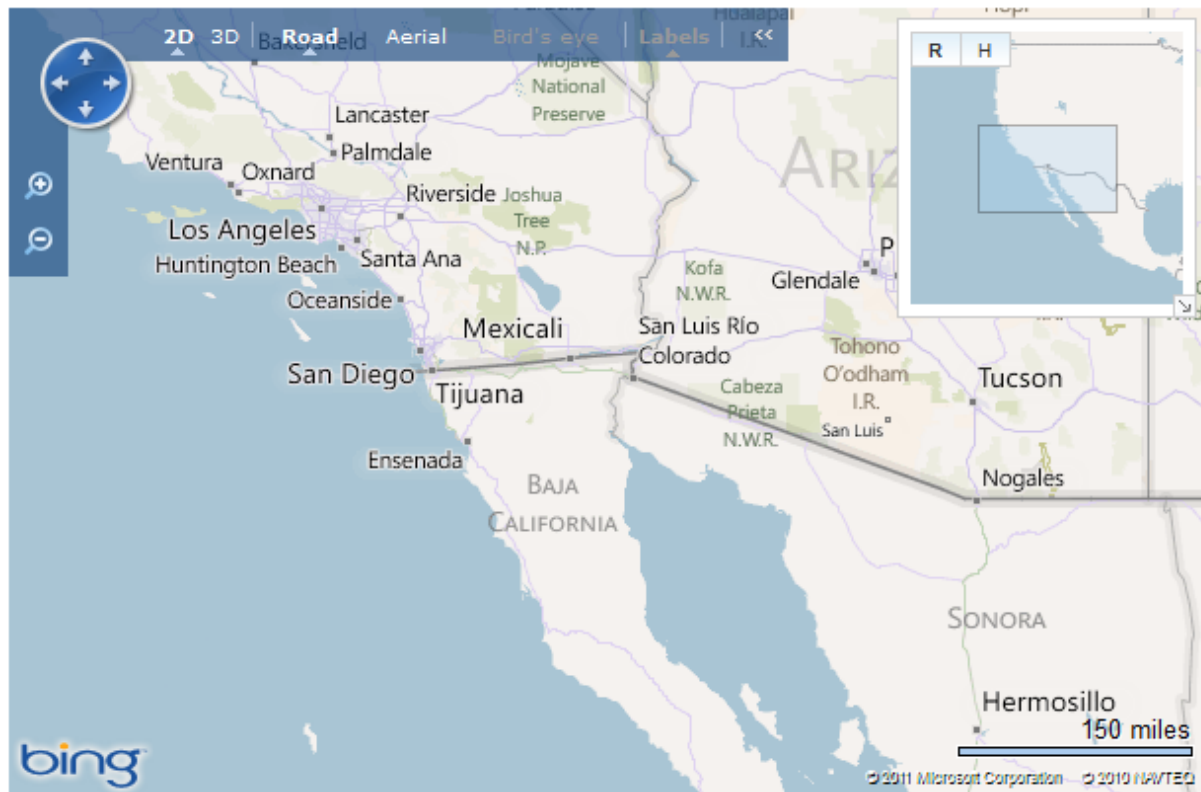 2D 3D Road Aerial Bird's eye Labels <<
R H
Bakersfield
Mojave
National
Preserve
Lancaster
Palmdale
Ventura
Oxnard
Riverside
Joshua
Tree
N.P.
Los Angeles
Santa Ana
Huntington Beach
Oceanside
Kofa
N.W.R.
Glendale
Mexicali
San Luis Río
Colorado
San Diego
Tijuana
Cabeza
Prieta
N.W.R.
Tohono
O'odham
I.R.
San Luis
Tucson
Ensenada
Nogales
BAJA
CALIFORNIA
SONORA
Hermosillo
150 miles
bing
© 2011 Microsoft Corporation © 2010 NAVTEQ